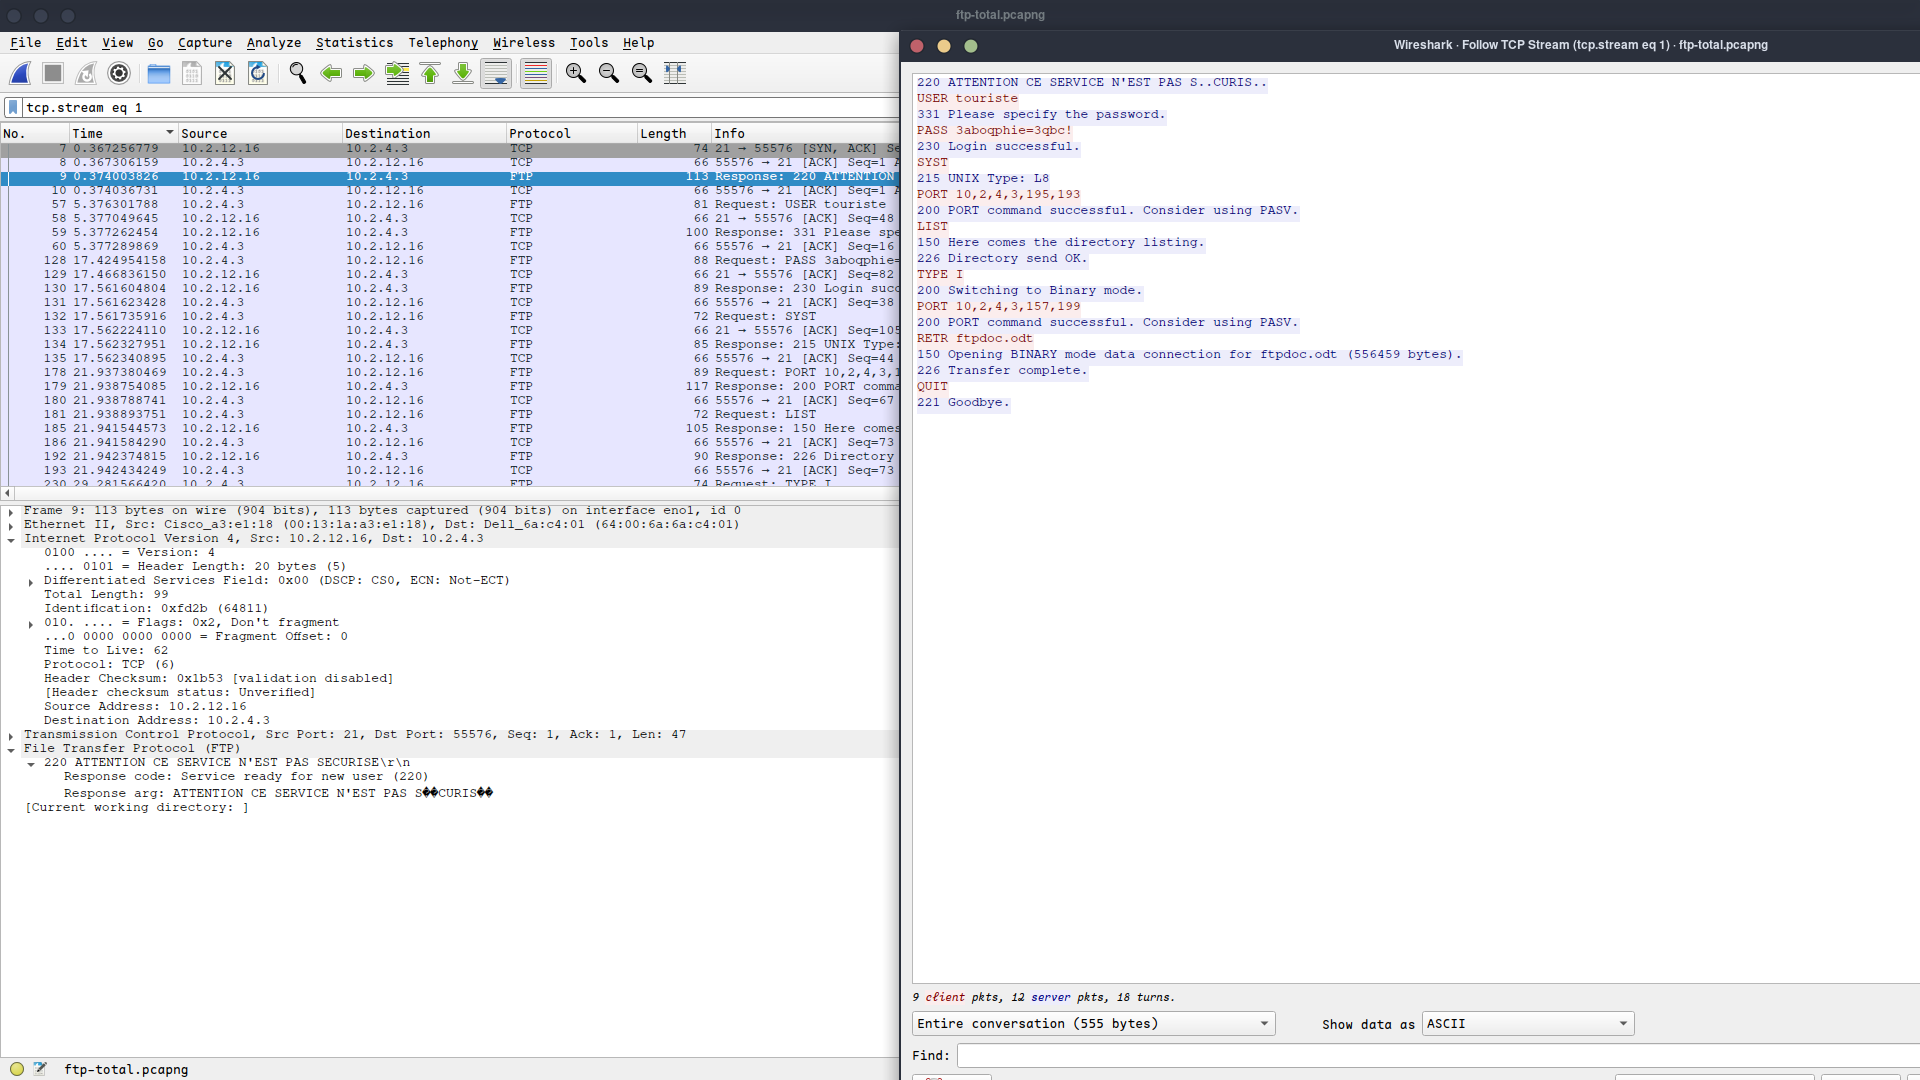 ftp-total.pcapng
File Edit View Go Capture Analyze Statistics Telephony Wireless Tools Help
tcp.stream eq 1
No. Time Source Destination Protocol Length Info
7 0.367256779 10.2.12.16 10.2.4.3 TCP 74 21 → 55576 [SYN, ACK] Se
8 0.367306159 10.2.4.3 10.2.12.16 TCP 66 55576 → 21 [ACK] Seq=1 A
9 0.374003826 10.2.12.16 10.2.4.3 FTP 113 Response: 220 ATTENTION
10 0.374036731 10.2.4.3 10.2.12.16 TCP 66 55576 → 21 [ACK] Seq=1 A
57 5.376301788 10.2.4.3 10.2.12.16 FTP 81 Request: USER touriste
58 5.377049645 10.2.12.16 10.2.4.3 TCP 66 21 → 55576 [ACK] Seq=48
59 5.377262454 10.2.12.16 10.2.4.3 FTP 100 Response: 331 Please spe
60 5.377289869 10.2.4.3 10.2.12.16 TCP 66 55576 → 21 [ACK] Seq=16
128 17.424954158 10.2.4.3 10.2.12.16 FTP 88 Request: PASS 3aboqphie=
129 17.466836150 10.2.12.16 10.2.4.3 TCP 66 21 → 55576 [ACK] Seq=82
130 17.561604804 10.2.12.16 10.2.4.3 FTP 89 Response: 230 Login succ
131 17.561623428 10.2.4.3 10.2.12.16 TCP 66 55576 → 21 [ACK] Seq=38
132 17.561735916 10.2.4.3 10.2.12.16 FTP 72 Request: SYST
133 17.562224110 10.2.12.16 10.2.4.3 TCP 66 21 → 55576 [ACK] Seq=105
134 17.562327951 10.2.12.16 10.2.4.3 FTP 85 Response: 215 UNIX Type:
135 17.562340895 10.2.4.3 10.2.12.16 TCP 66 55576 → 21 [ACK] Seq=44
178 21.937380469 10.2.4.3 10.2.12.16 FTP 89 Request: PORT 10,2,4,3,1
179 21.938754085 10.2.12.16 10.2.4.3 FTP 117 Response: 200 PORT comma
180 21.938788741 10.2.4.3 10.2.12.16 TCP 66 55576 → 21 [ACK] Seq=67
181 21.938893751 10.2.4.3 10.2.12.16 FTP 72 Request: LIST
185 21.941544573 10.2.12.16 10.2.4.3 FTP 105 Response: 150 Here comes
186 21.941584290 10.2.4.3 10.2.12.16 TCP 66 55576 → 21 [ACK] Seq=73
192 21.942374815 10.2.12.16 10.2.4.3 FTP 90 Response: 226 Directory
193 21.942434249 10.2.4.3 10.2.12.16 TCP 66 55576 → 21 [ACK] Seq=73
230 29.281566420 10.2.4.3 10.2.12.16 FTP 74 Request: TYPE I
Frame 9: 113 bytes on wire (904 bits), 113 bytes captured (904 bits) on interface eno1, id 0
Ethernet II, Src: Cisco_a3:e1:18 (00:13:1a:a3:e1:18), Dst: Dell_6a:c4:01 (64:00:6a:6a:c4:01)
Internet Protocol Version 4, Src: 10.2.12.16, Dst: 10.2.4.3
0100 .... = Version: 4
.... 0101 = Header Length: 20 bytes (5)
Differentiated Services Field: 0x00 (DSCP: CS0, ECN: Not-ECT)
Total Length: 99
Identification: 0xfd2b (64811)
010. .... = Flags: 0x2, Don't fragment
...0 0000 0000 0000 = Fragment Offset: 0
Time to Live: 62
Protocol: TCP (6)
Header Checksum: 0x1b53 [validation disabled]
[Header checksum status: Unverified]
Source Address: 10.2.12.16
Destination Address: 10.2.4.3
Transmission Control Protocol, Src Port: 21, Dst Port: 55576, Seq: 1, Ack: 1, Len: 47
File Transfer Protocol (FTP)
220 ATTENTION CE SERVICE N'EST PAS SECURISE\r\n
Response code: Service ready for new user (220)
Response arg: ATTENTION CE SERVICE N'EST PAS S��CURIS��
[Current working directory: ]
ftp-total.pcapng
Wireshark · Follow TCP Stream (tcp.stream eq 1) · ftp-total.pcapng
220 ATTENTION CE SERVICE N'EST PAS S..CURIS..
USER touriste
331 Please specify the password.
PASS 3aboqphie=3qbc!
230 Login successful.
SYST
215 UNIX Type: L8
PORT 10,2,4,3,195,193
200 PORT command successful. Consider using PASV.
LIST
150 Here comes the directory listing.
226 Directory send OK.
TYPE I
200 Switching to Binary mode.
PORT 10,2,4,3,157,199
200 PORT command successful. Consider using PASV.
RETR ftpdoc.odt
150 Opening BINARY mode data connection for ftpdoc.odt (556459 bytes).
226 Transfer complete.
QUIT
221 Goodbye.
9 client pkts, 12 server pkts, 18 turns.
Entire conversation (555 bytes) Show data as ASCII
Find: